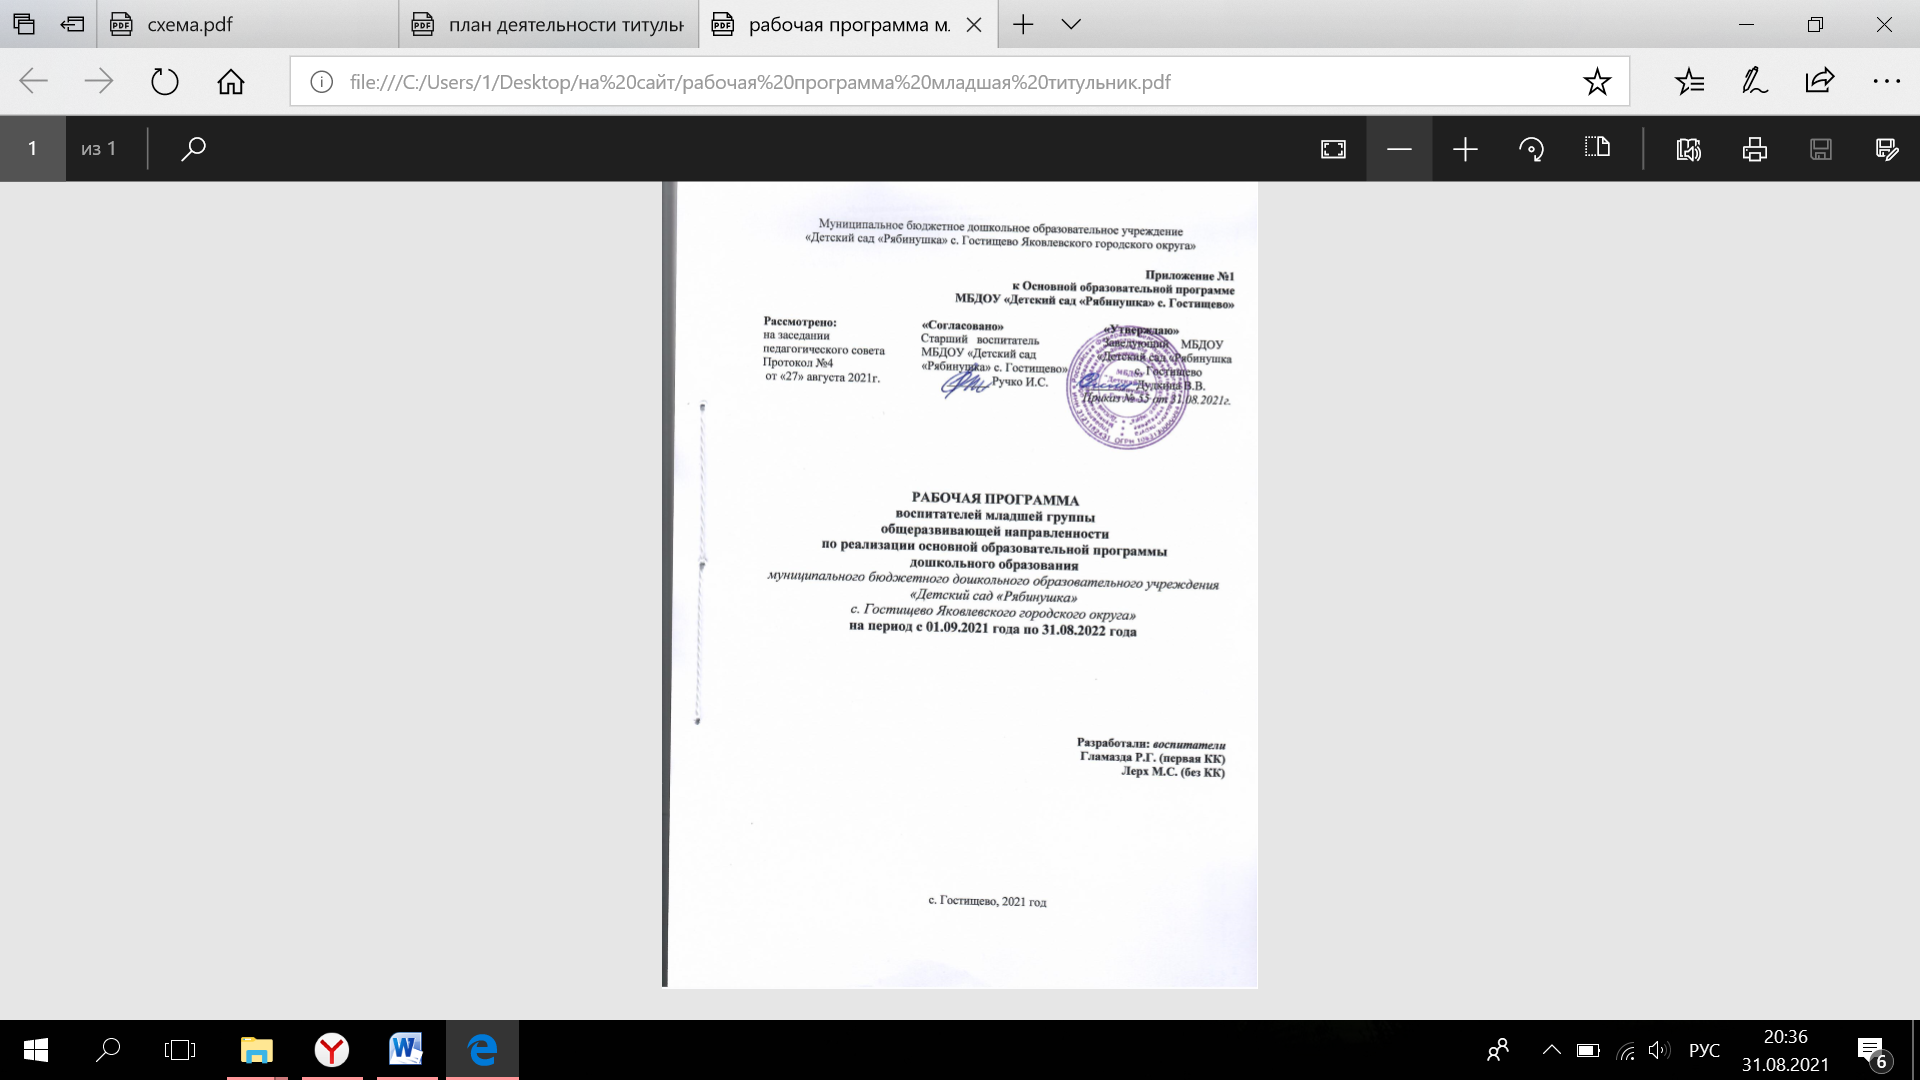 схема.pdf
план деятельности титульн
рабочая программа м.
file:///C:/Users/1/Desktop/на%20сайт/рабочая%20программа%20младшая%20титульник.pdf
1 из 1
Муниципальное бюджетное дошкольное образовательное учреждение
«Детский сад «Рябинушка» с. Гостищево Яковлевского городского округа»
Приложение №1
к Основной образовательной программе
МБДОУ «Детский сад «Рябинушка» с. Гостищево»
Рассмотрено:
на заседании
педагогического совета
Протокол №4
от «27» августа 2021г.
«Согласовано»
Старший воспитатель
МБДОУ «Детский сад
«Рябинушка» с. Гостищево»
Ручко И.С.
«Утверждаю»
Заведующий МБДОУ
«Детский сад «Рябинушка
с. Гостищево
Дудкина В.В.
Приказ № 55 от 31.08.2021г.
РАБОЧАЯ ПРОГРАММА
воспитателей младшей группы
общеразвивающей направленности
по реализации основной образовательной программы
дошкольного образования
муниципального бюджетного дошкольного образовательного учреждения
«Детский сад «Рябинушка»
с. Гостищево Яковлевского городского округа»
на период с 01.09.2021 года по 31.08.2022 года
Разработали: воспитатели
Гламазда Р.Г. (первая КК)
Лерх М.С. (без КК)
с. Гостищево, 2021 год
РУС
20:36
31.08.2021
6